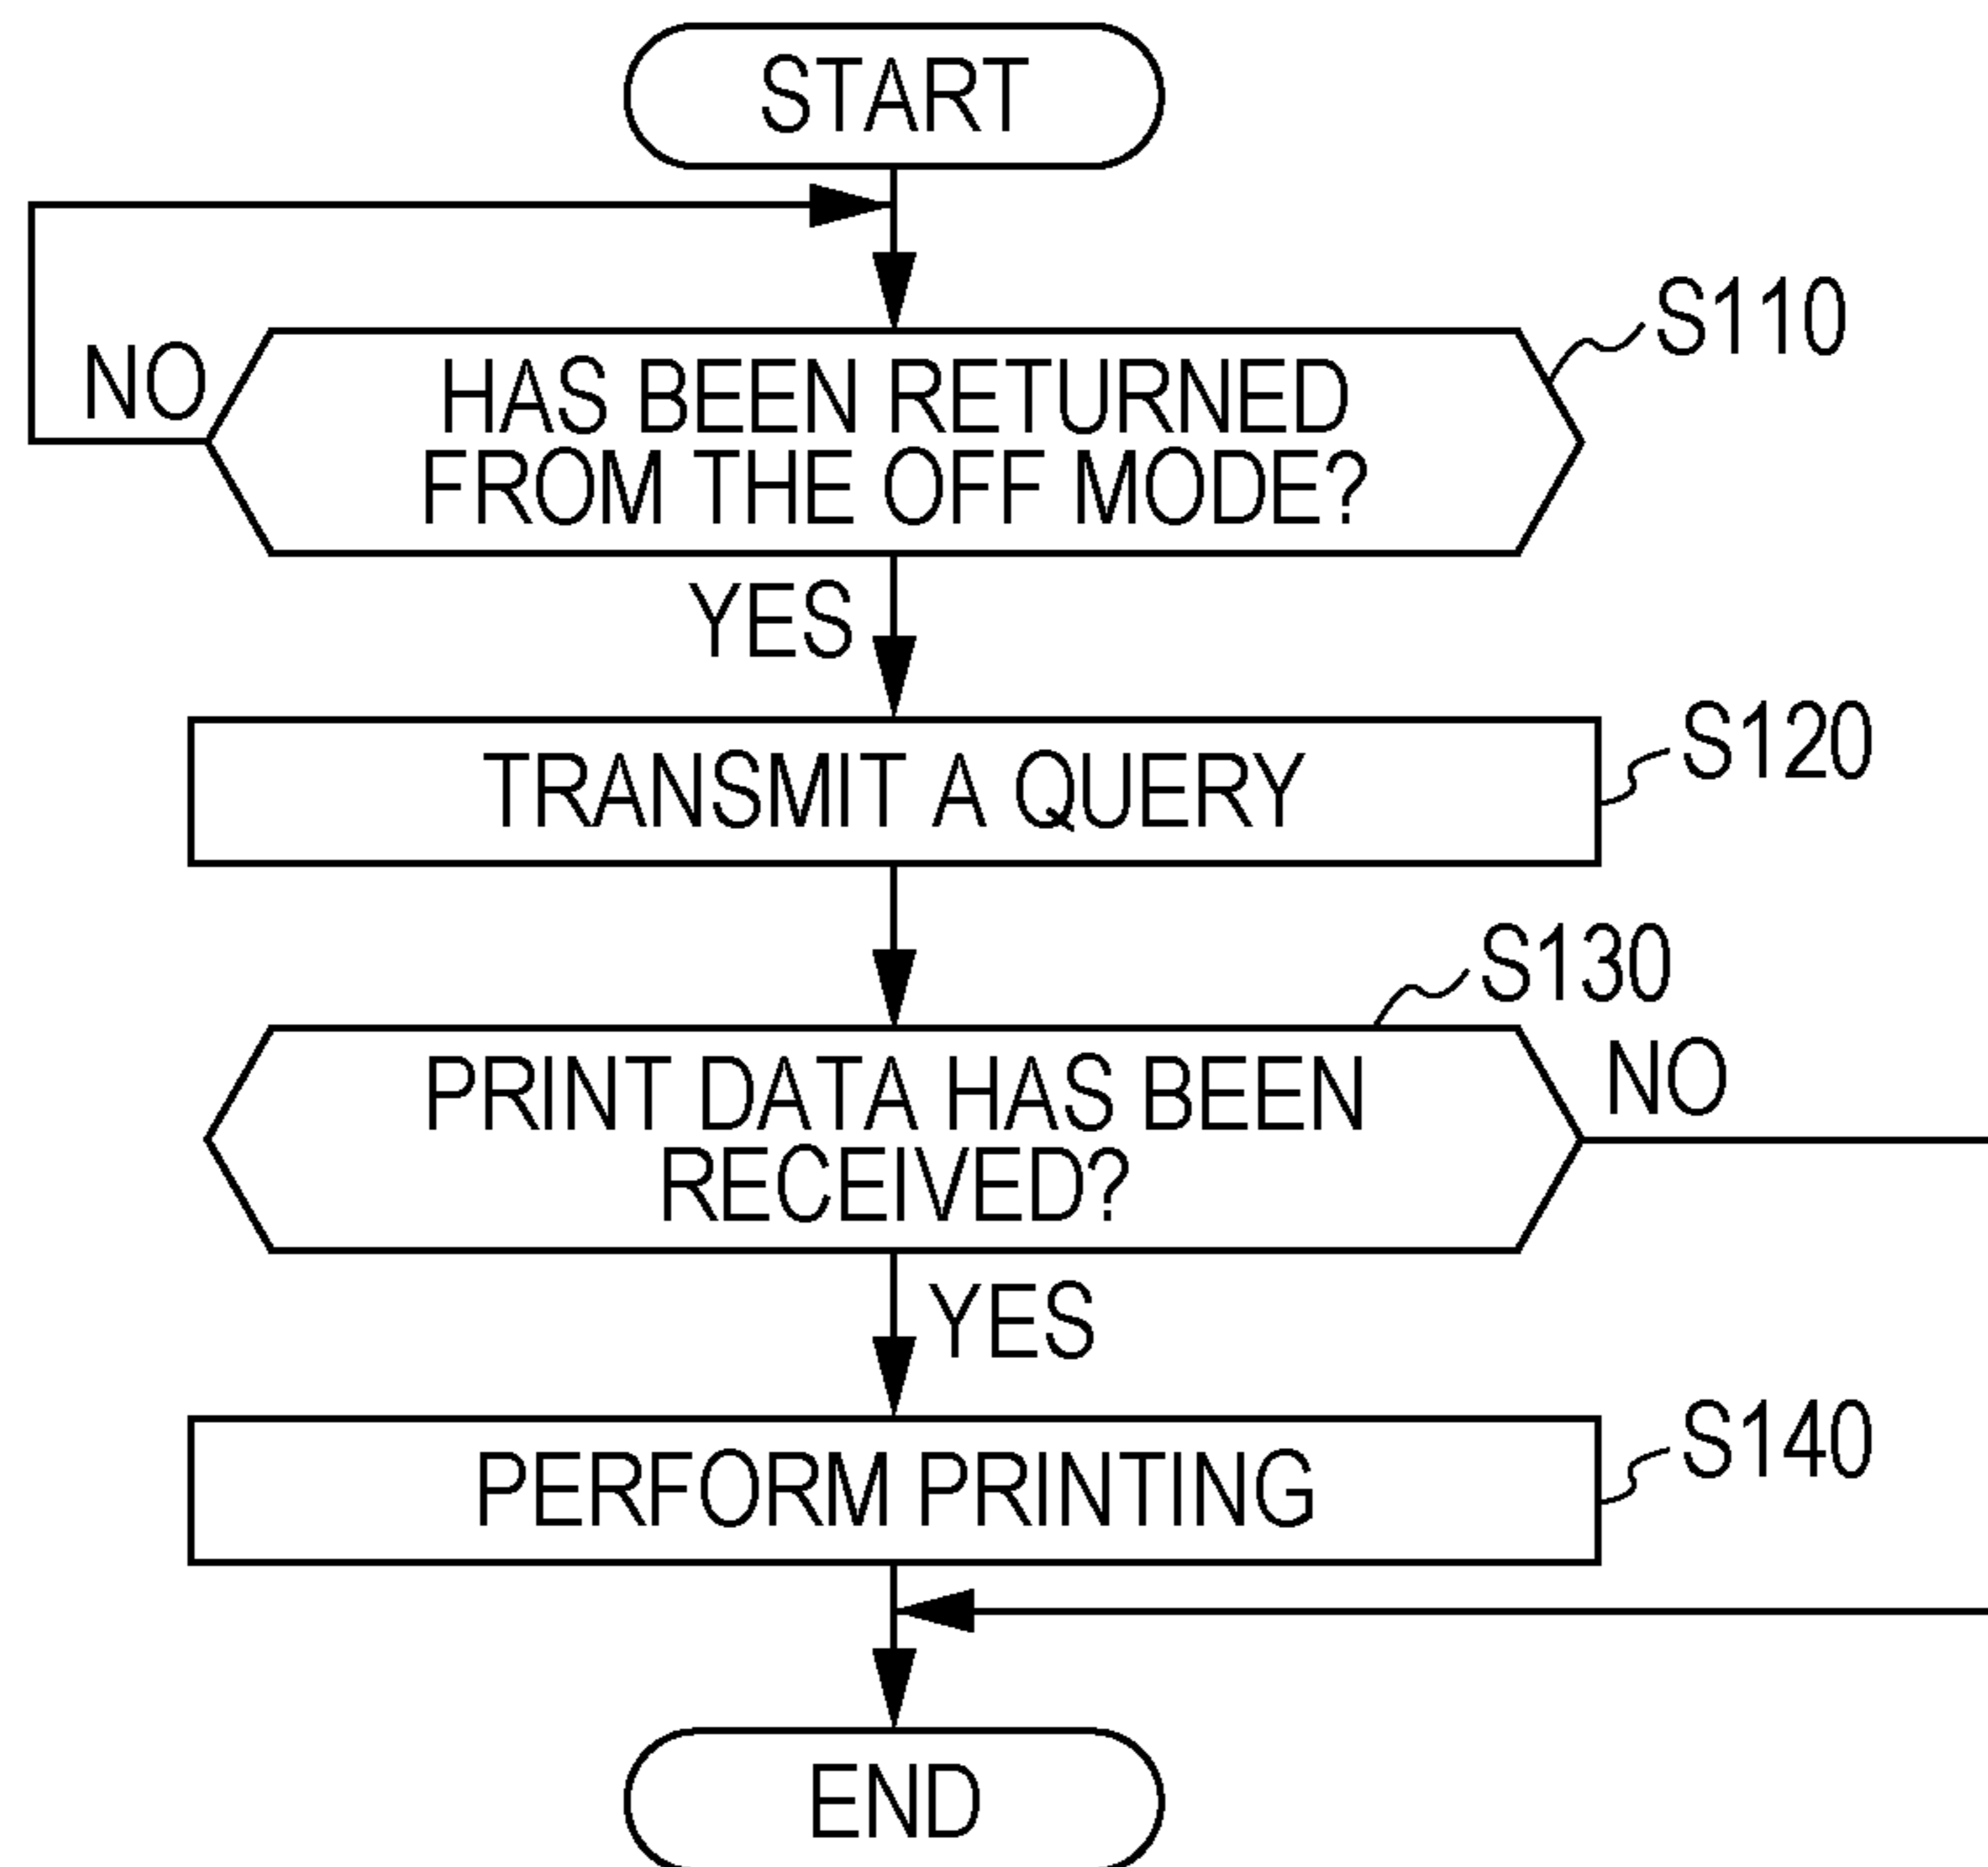 START
S110
NO
HAS BEEN RETURNED
FROM THE OFF MODE?
YES
S120
TRANSMIT A QUERY
S130
PRINT DATA HAS BEEN
RECEIVED?
NO
YES
S140
PERFORM PRINTING
END